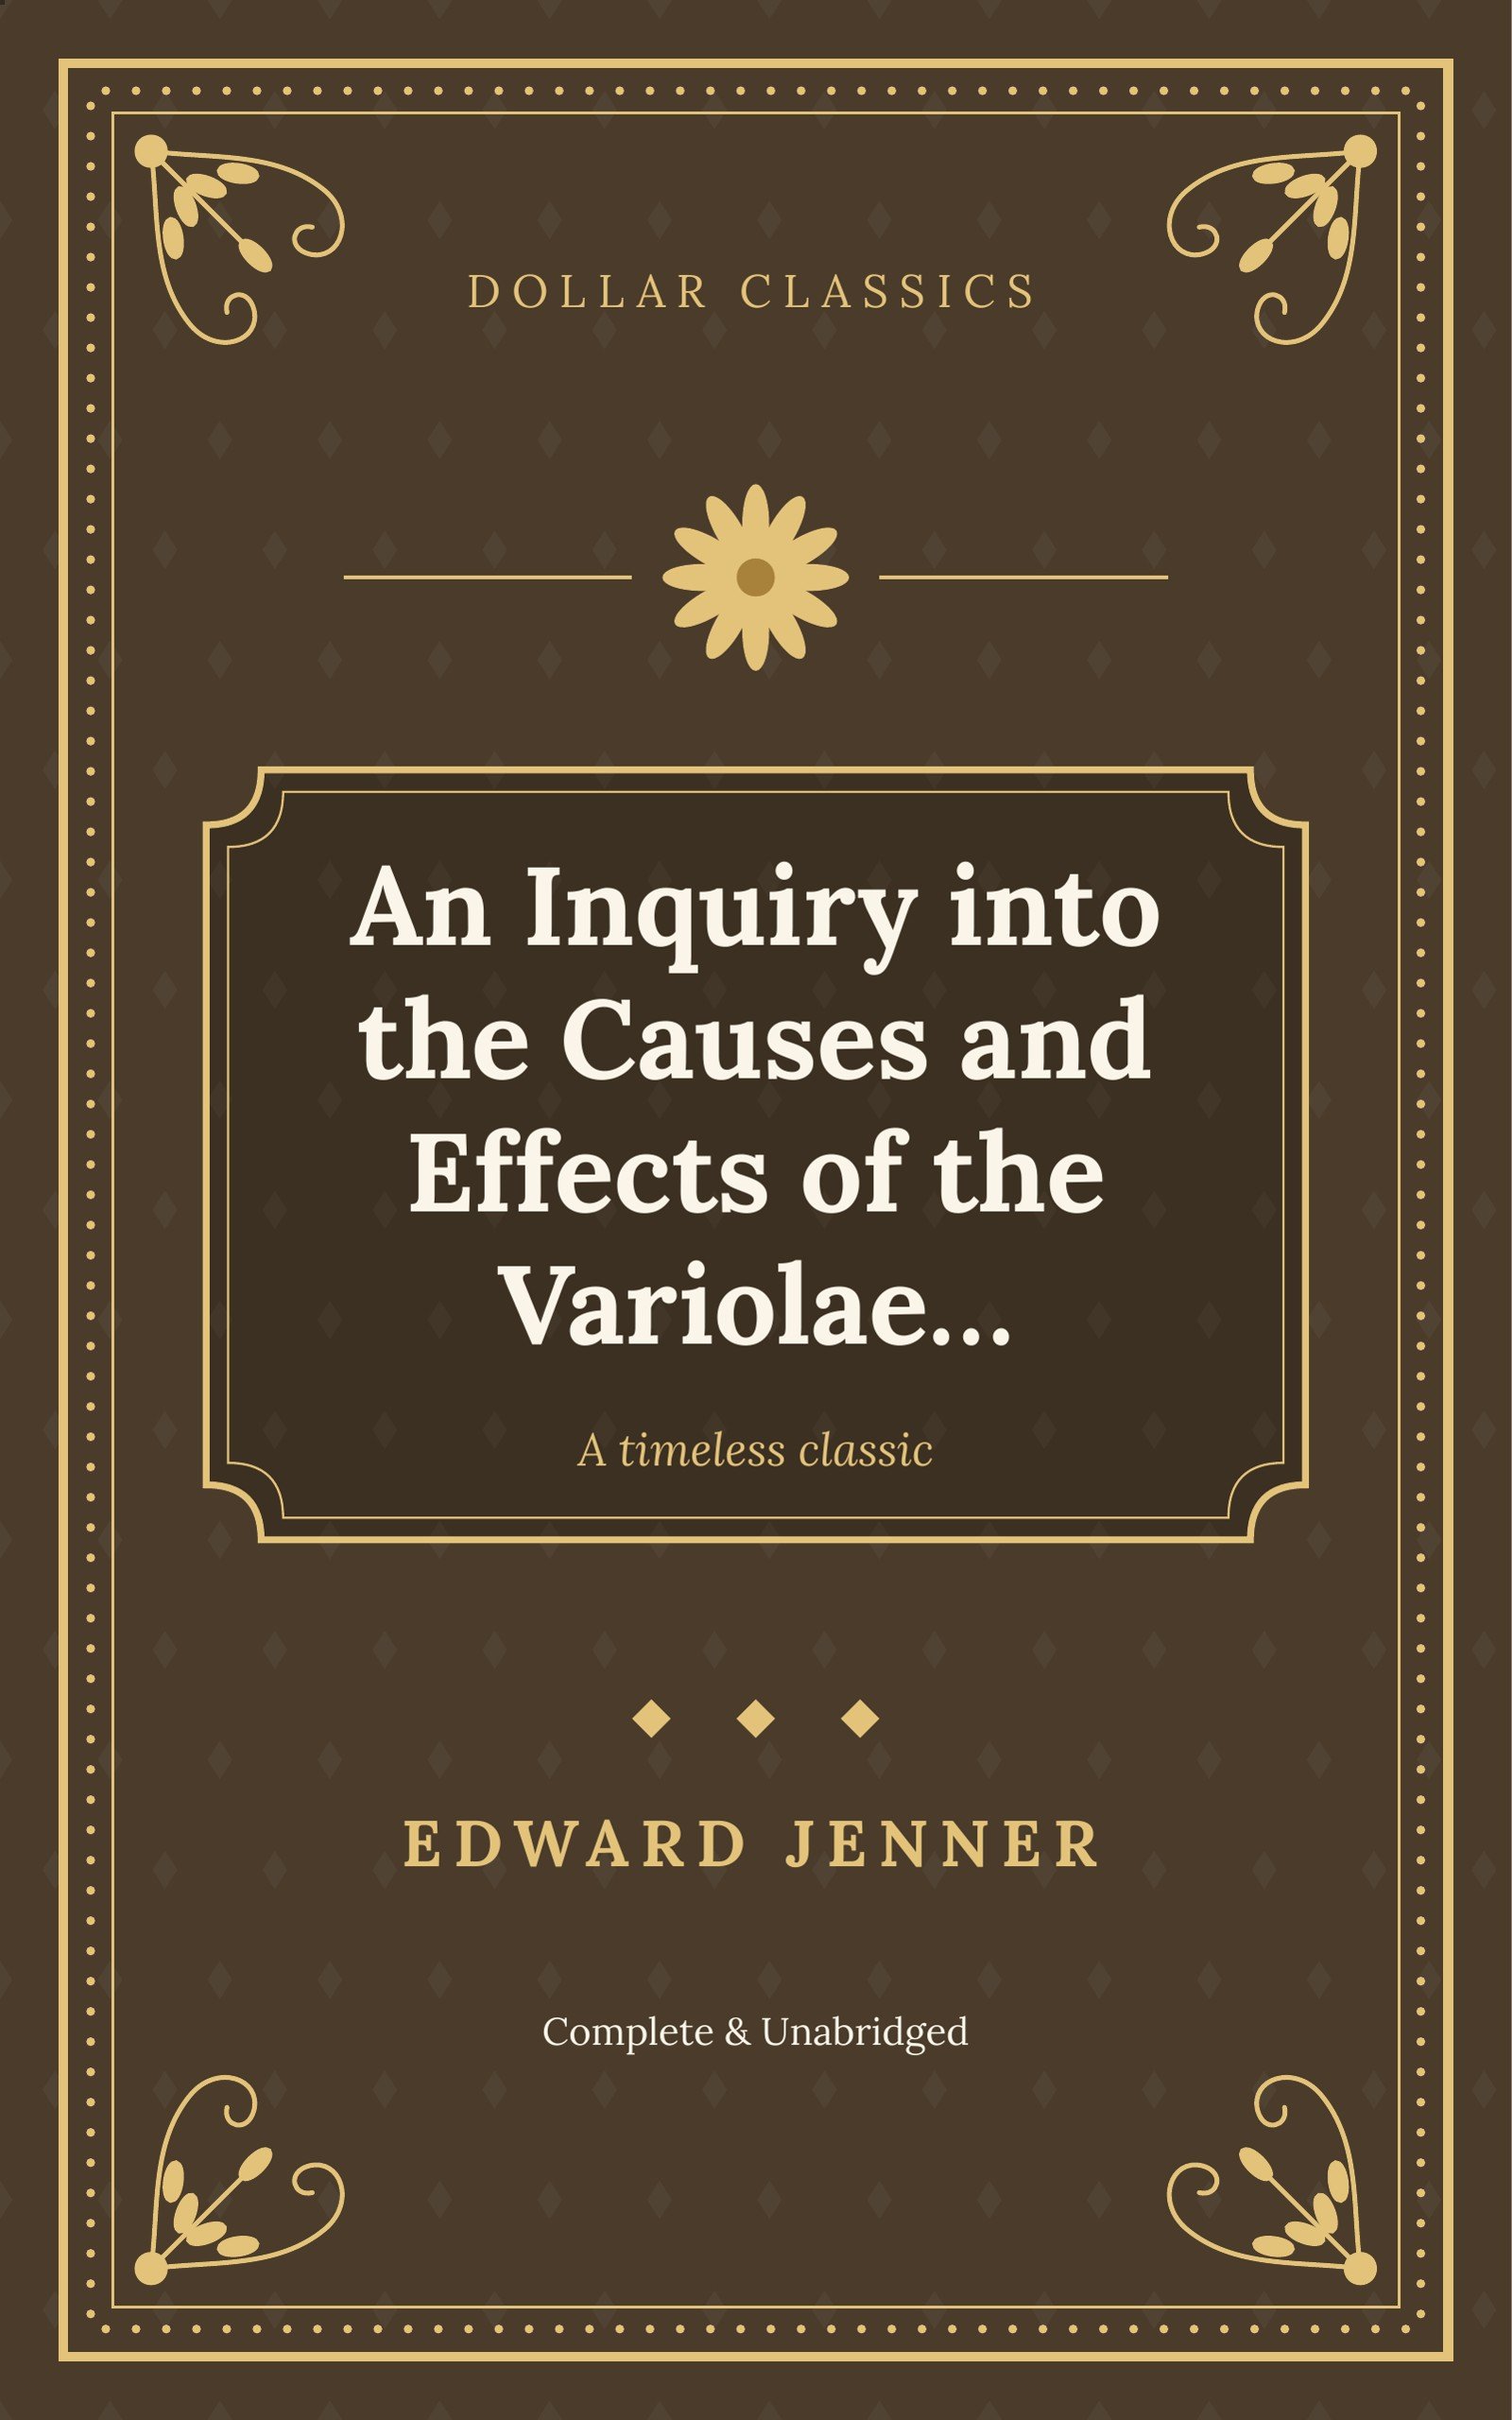 DOLLAR CLASSICS
An Inquiry into
the Causes and
Effects of the
Variolae...
A timeless classic
EDWARD JENNER
Complete & Unabridged